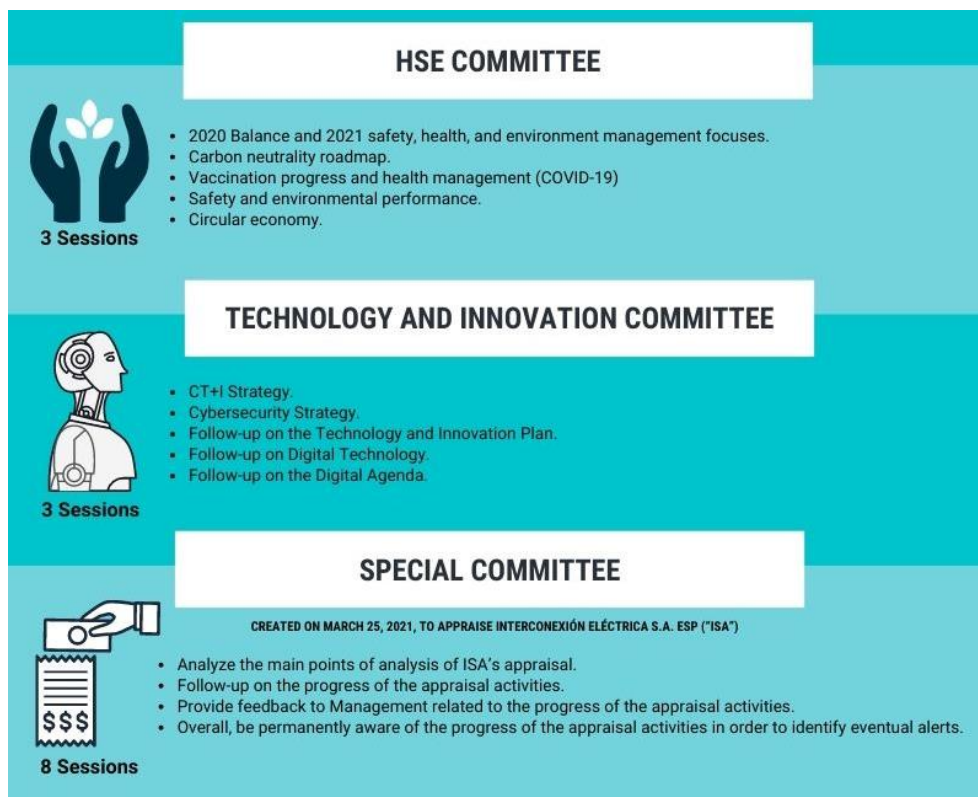 HSE COMMITTEE
• 2020 Balance and 2021 safety, health, and environment management focuses.
• Carbon neutrality roadmap.
• Vaccination progress and health management (COVID-19)
• Safety and environmental performance.
• Circular economy.
3 Sessions
TECHNOLOGY AND INNOVATION COMMITTEE
• CT+I Strategy.
• Cybersecurity Strategy.
• Follow-up on the Technology and Innovation Plan.
• Follow-up on Digital Technology.
• Follow-up on the Digital Agenda.
3 Sessions
SPECIAL COMMITTEE
CREATED ON MARCH 25, 2021, TO APPRAISE INTERCONEXIÓN ELÉCTRICA S.A. ESP ("ISA")
• Analyze the main points of analysis of ISA's appraisal.
• Follow-up on the progress of the appraisal activities.
• Provide feedback to Management related to the progress of the appraisal activities.
• Overall, be permanently aware of the progress of the appraisal activities in order to identify eventual alerts.
$$$
8 Sessions